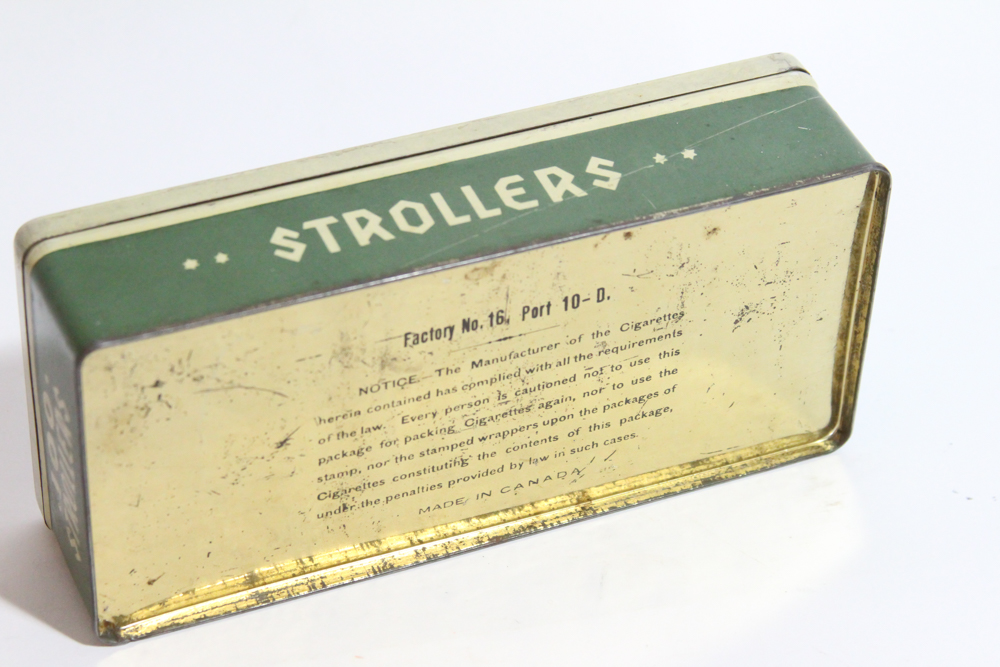 STROLLERS
Factory No. 16, Port 10-D.
NOTICE.—The Manufacturer of the Cigarettes
herein contained has complied with all the requirements
of the law. Every person is cautioned not to use this
package for packing Cigarettes again, nor to use the
stamp, nor the stamped wrappers upon the packages of
Cigarettes constituting the contents of this package,
under the penalties provided by law in such cases.
MADE IN CANADA